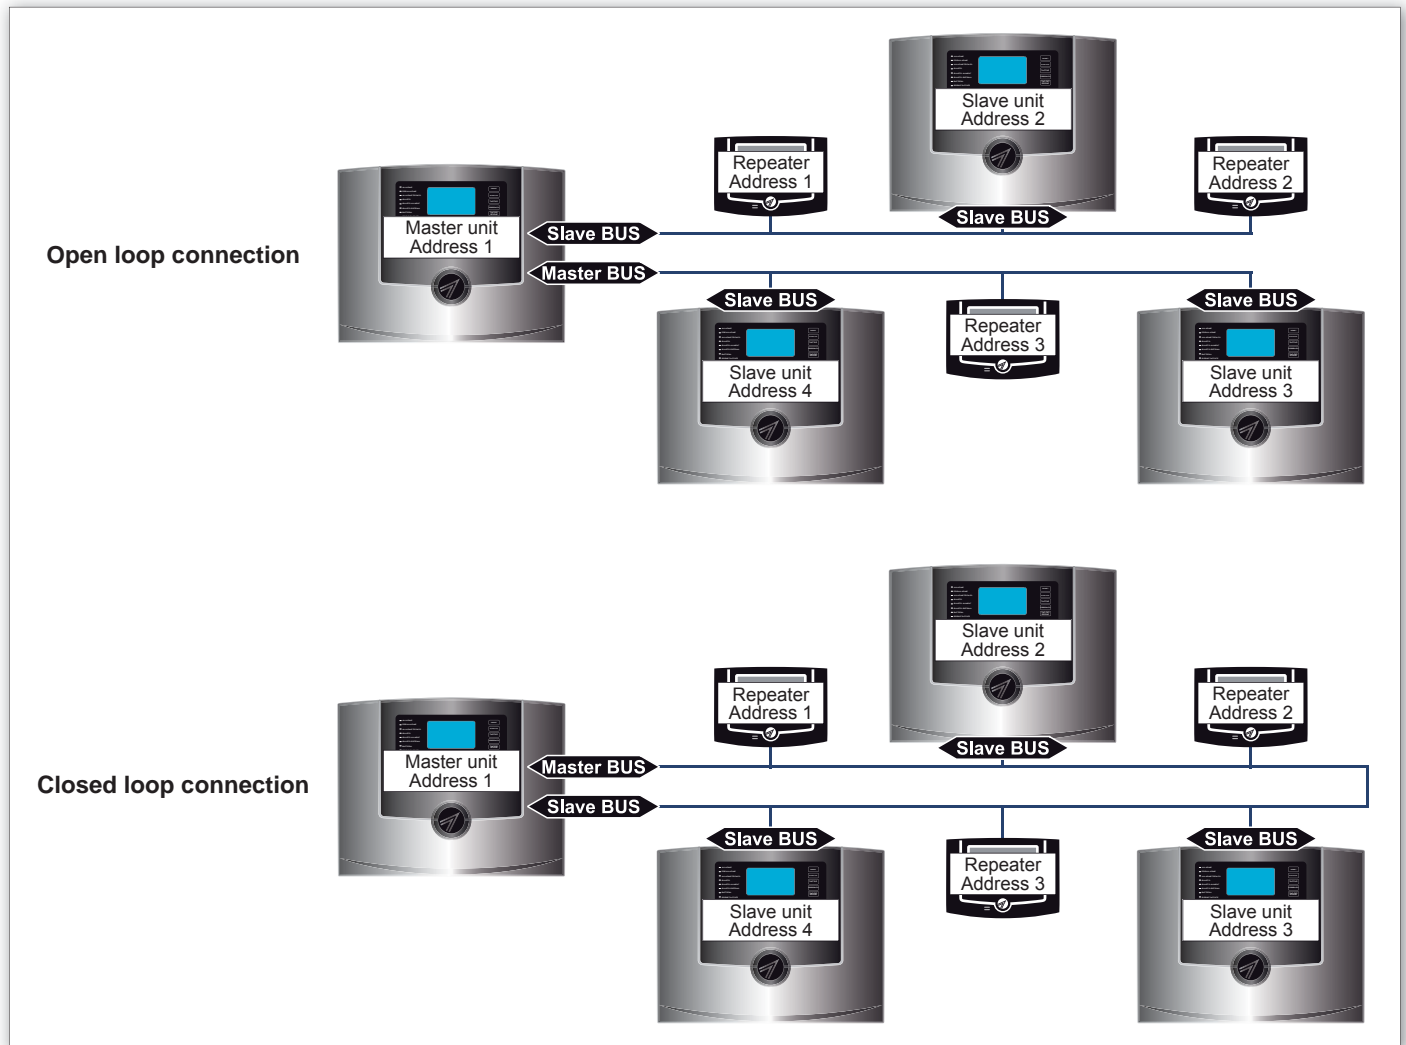 Open loop connection
Master unit
Address 1
Slave BUS
Master BUS
Repeater
Address 1
Slave unit
Address 2
Slave BUS
Repeater
Address 2
Slave BUS
Slave unit
Address 4
Repeater
Address 3
Slave BUS
Slave unit
Address 3
Closed loop connection
Master unit
Address 1
Master BUS
Slave BUS
Repeater
Address 1
Slave unit
Address 2
Slave BUS
Repeater
Address 2
Slave BUS
Slave unit
Address 4
Repeater
Address 3
Slave BUS
Slave unit
Address 3